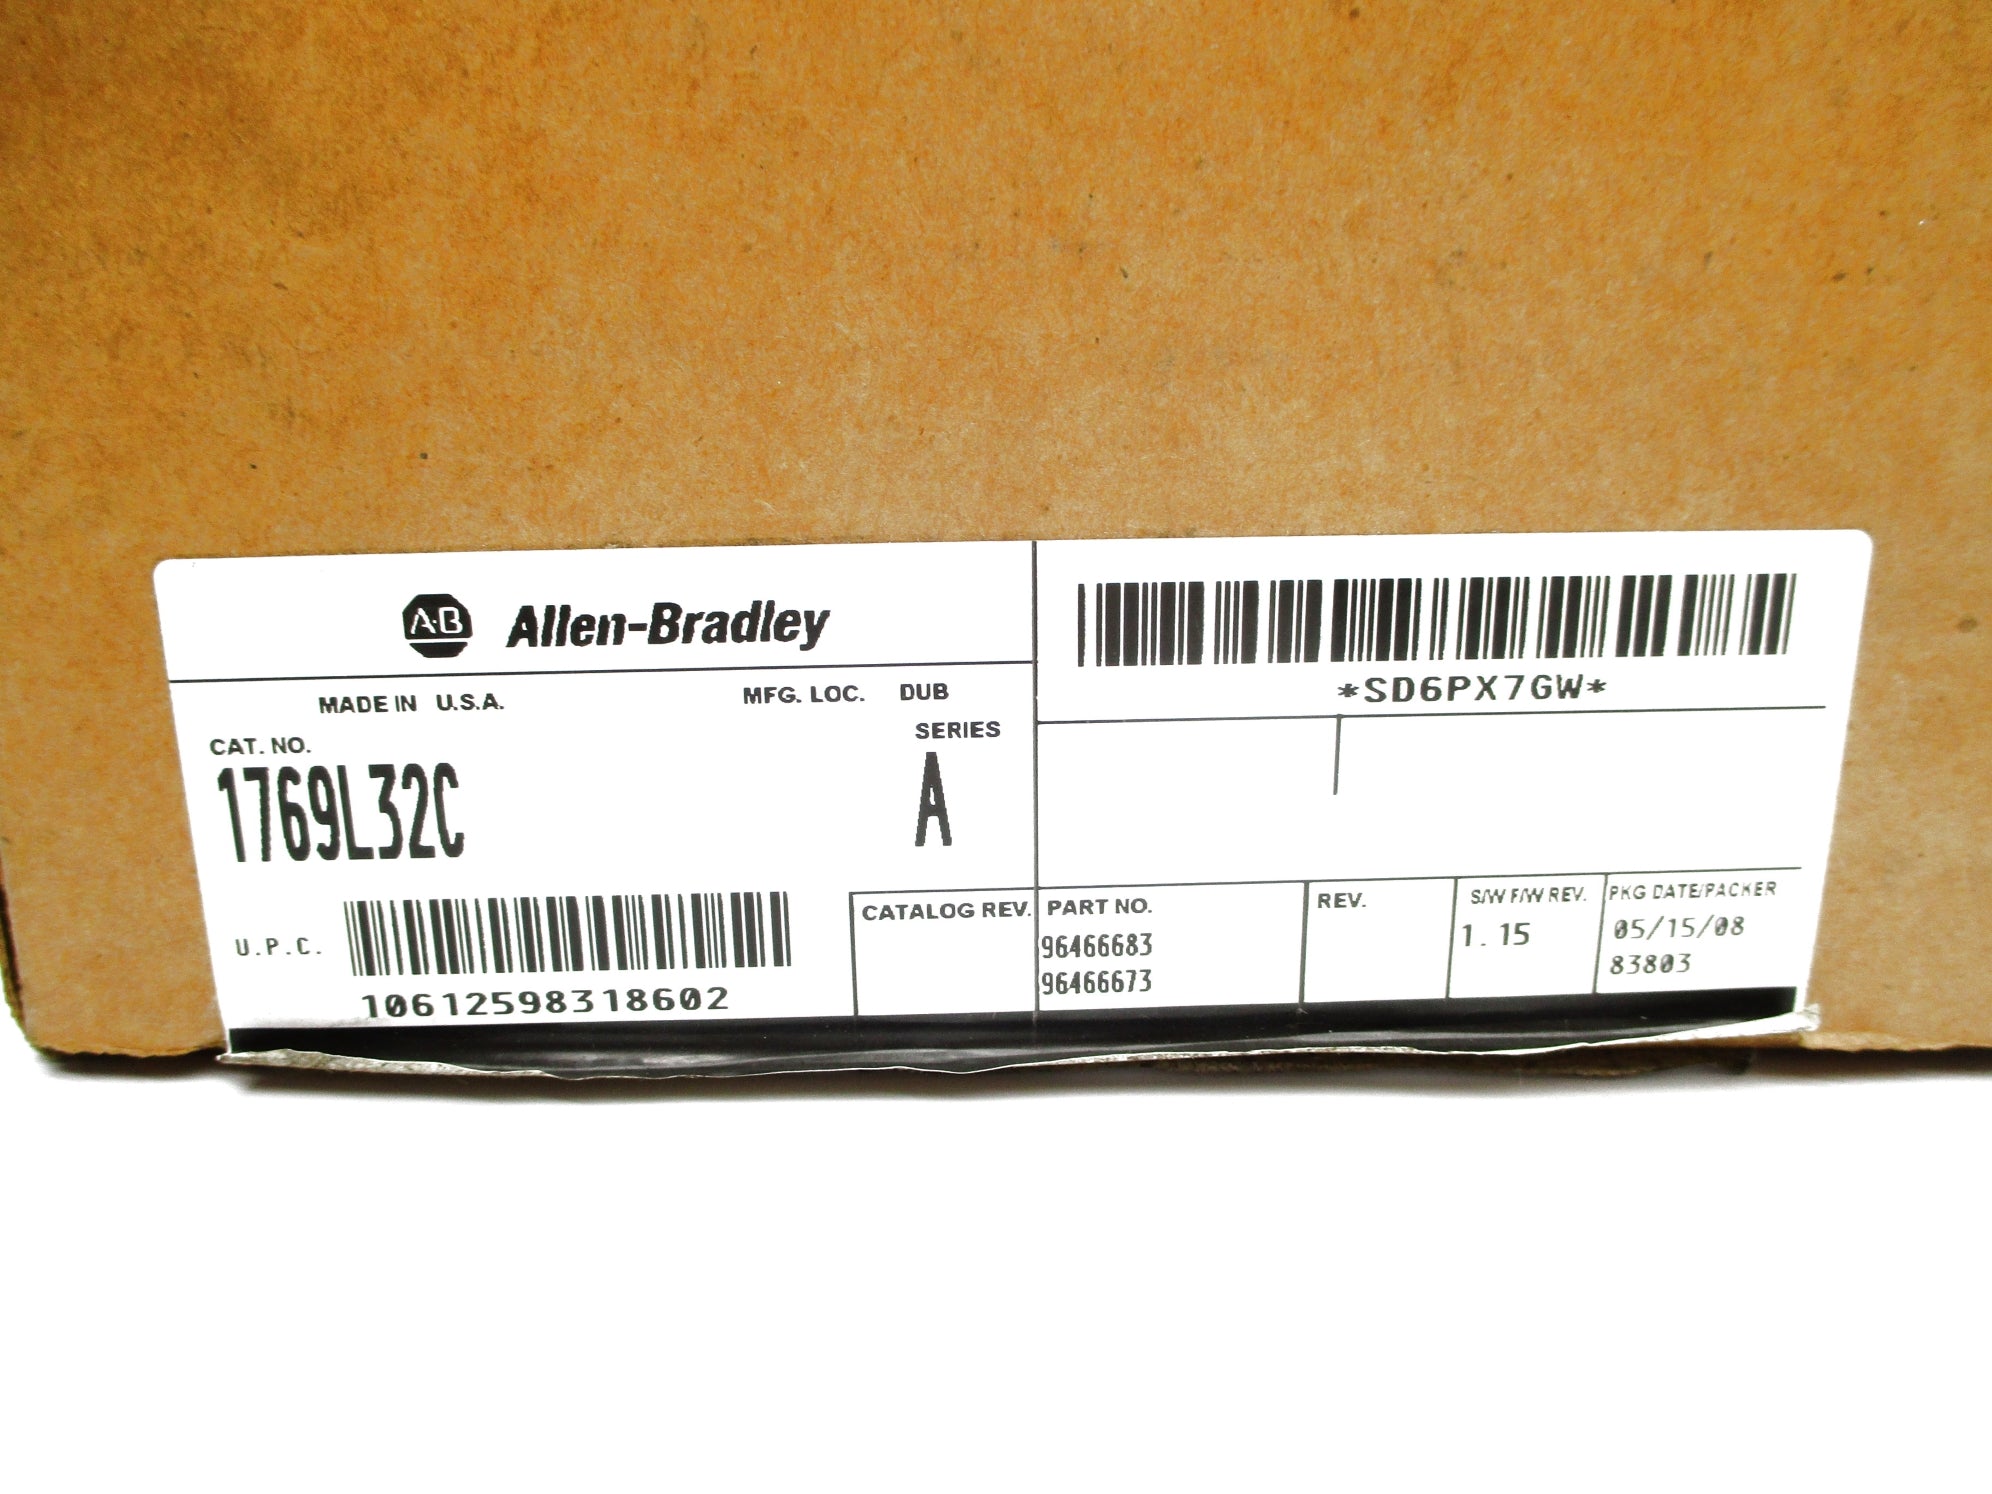 A·B Allen-Bradley
MADE IN U.S.A. MFG. LOC. DUB
CAT. NO. SERIES
1769L32C A
U.P.C.
10612598318602
*SD6PX7GW*
CATALOG REV. PART NO. REV. S/W F/W REV. PKG DATE/PACKER
96466683 1.15 05/15/08
96466673 83803